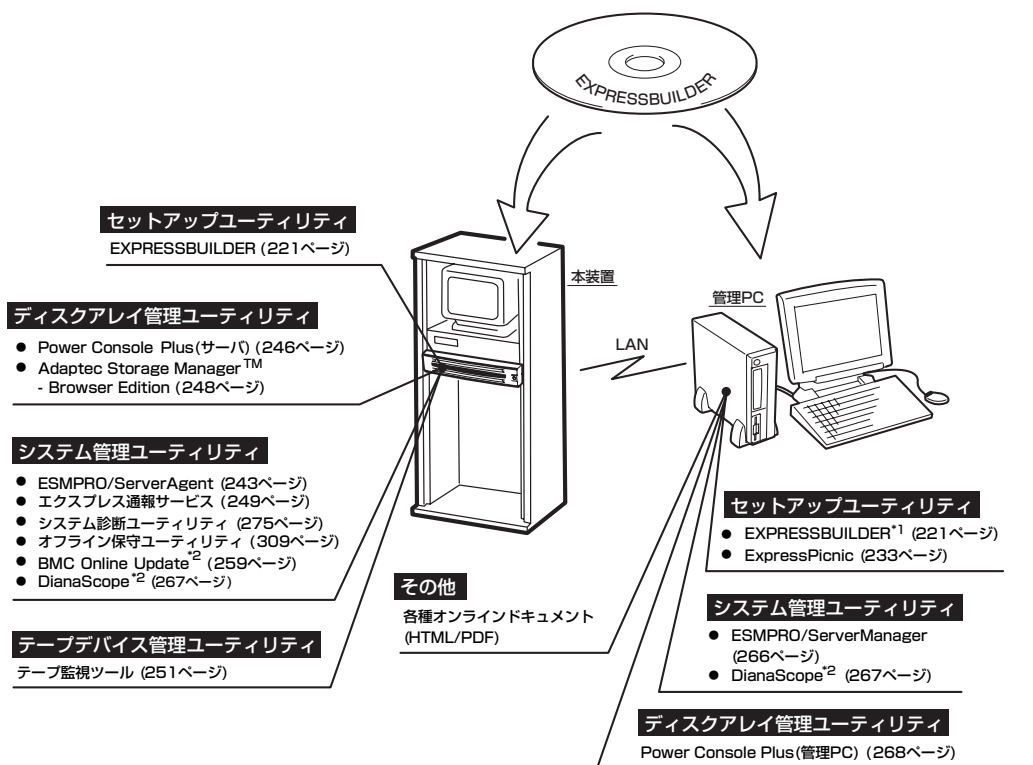 EXPRESSBUILDER
セットアップユーティリティ
EXPRESSBUILDER (221ページ)
ディスクアレイ管理ユーティリティ
● Power Console Plus(サーバ) (246ページ)
● Adaptec Storage Manager™
- Browser Edition (248ページ)
システム管理ユーティリティ
● ESMPRO/ServerAgent (243ページ)
● エクスプレス通報サービス (249ページ)
● システム診断ユーティリティ (275ページ)
● オフライン保守ユーティリティ (309ページ)
● BMC Online Update*2 (259ページ)
● DianaScope*2 (267ページ)
テープデバイス管理ユーティリティ
テープ監視ツール (251ページ)
本装置
LAN
管理PC
その他
各種オンラインドキュメント
(HTML/PDF)
セットアップユーティリティ
● EXPRESSBUILDER*1 (221ページ)
● ExpressPicnic (233ページ)
システム管理ユーティリティ
● ESMPRO/ServerManager
(266ページ)
● DianaScope*2 (267ページ)
ディスクアレイ管理ユーティリティ
Power Console Plus(管理PC) (268ページ)